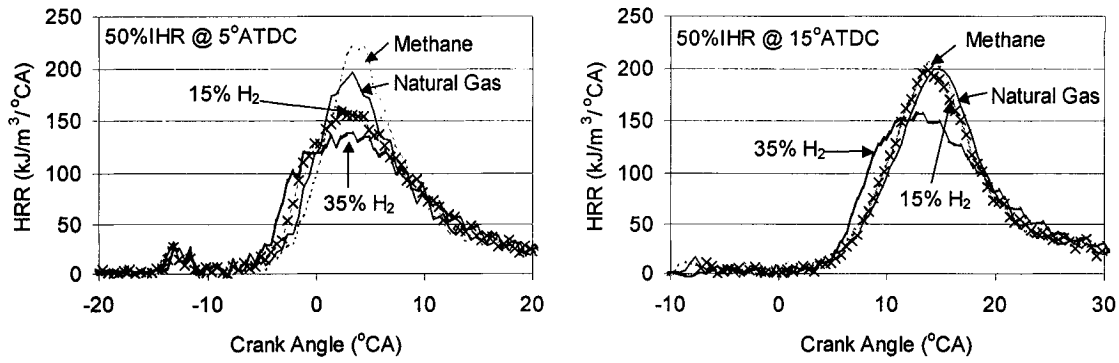 50%IHR @ 5°ATDC
Methane
Natural Gas
15% H₂
35% H₂
HRR (kJ/m³/°CA)
250
200
150
100
50
0
-20
-10
0
10
20
Crank Angle (°CA)
50%IHR @ 15°ATDC
Methane
Natural Gas
35% H₂
15% H₂
HRR (kJ/m³/°CA)
250
200
150
100
50
0
-10
0
10
20
30
Crank Angle (°CA)